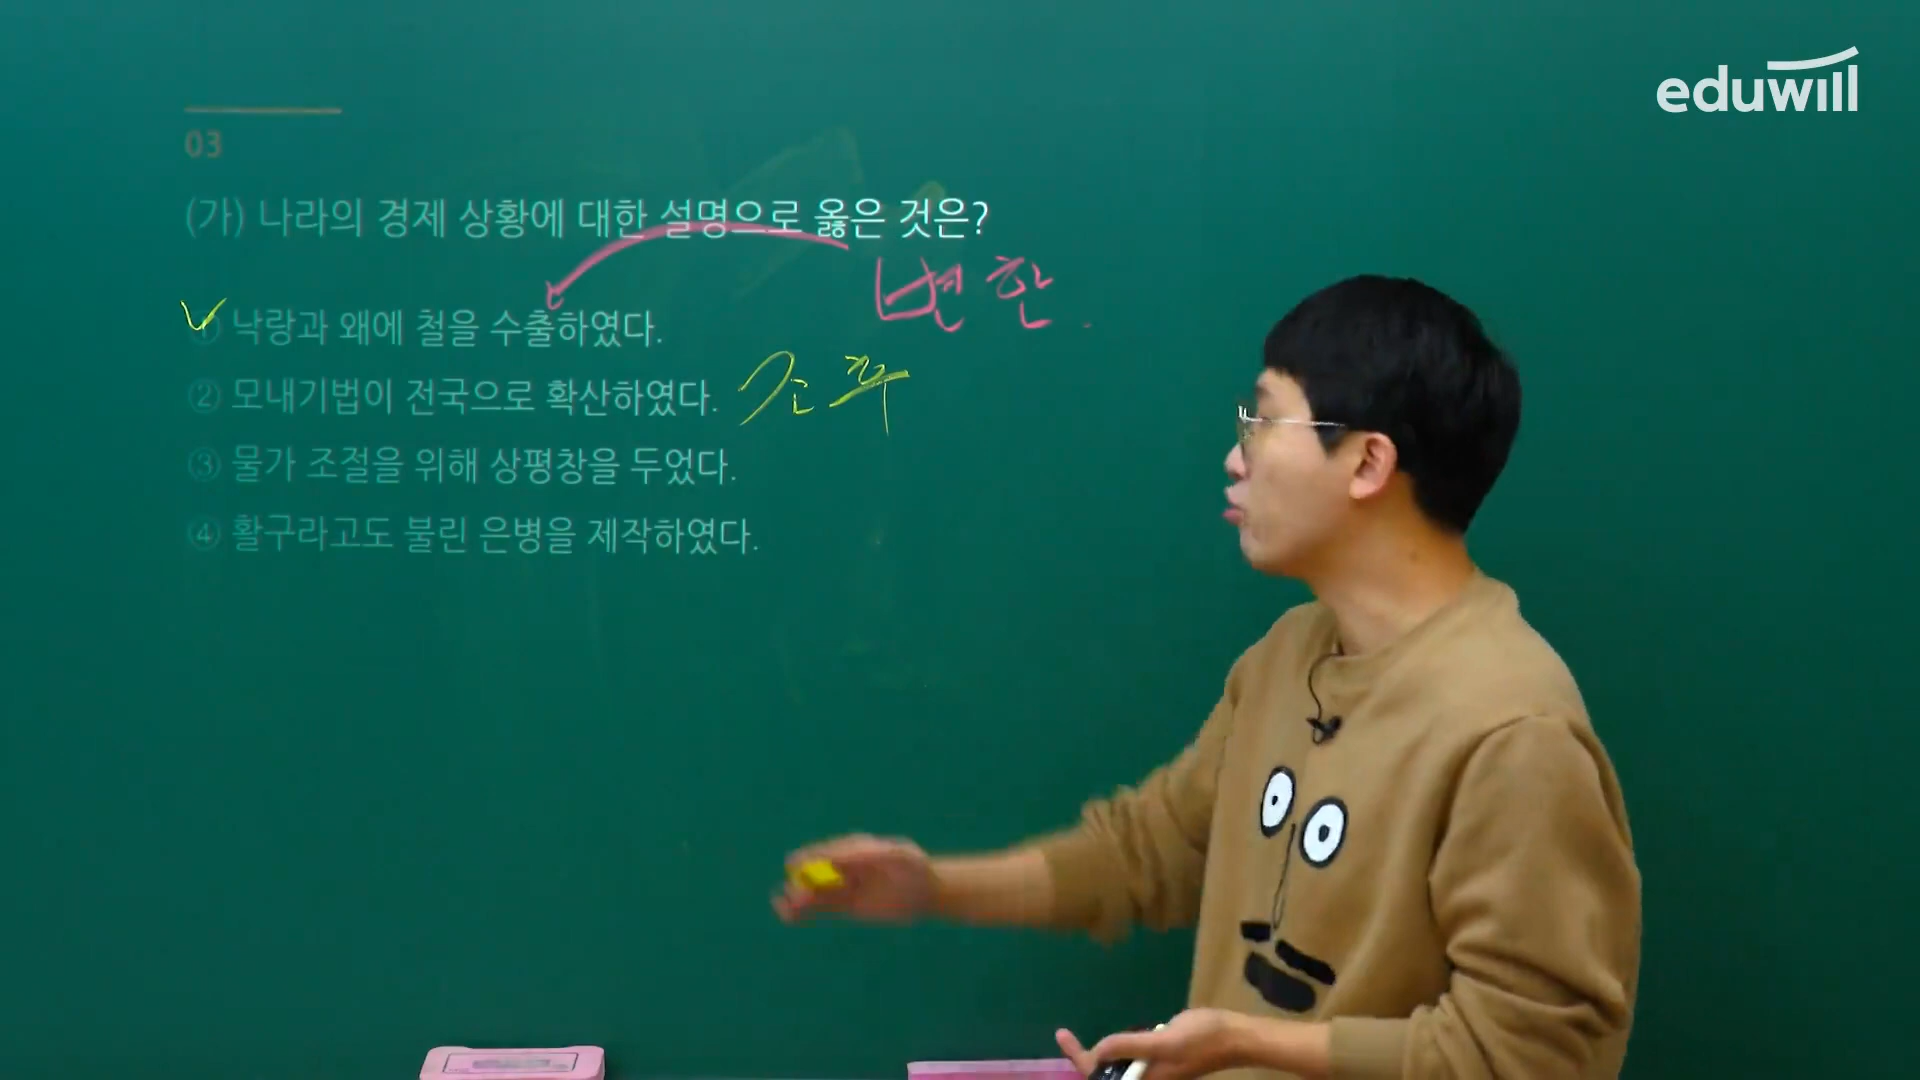 eduwill
03
(가) 나라의 경제 상황에 대한 설명으로 옳은 것은?
변한.
① 낙랑과 왜에 철을 수출하였다.
② 모내기법이 전국으로 확산하였다.
조후
③ 물가 조절을 위해 상평창을 두었다.
④ 활구라고도 불린 은병을 제작하였다.